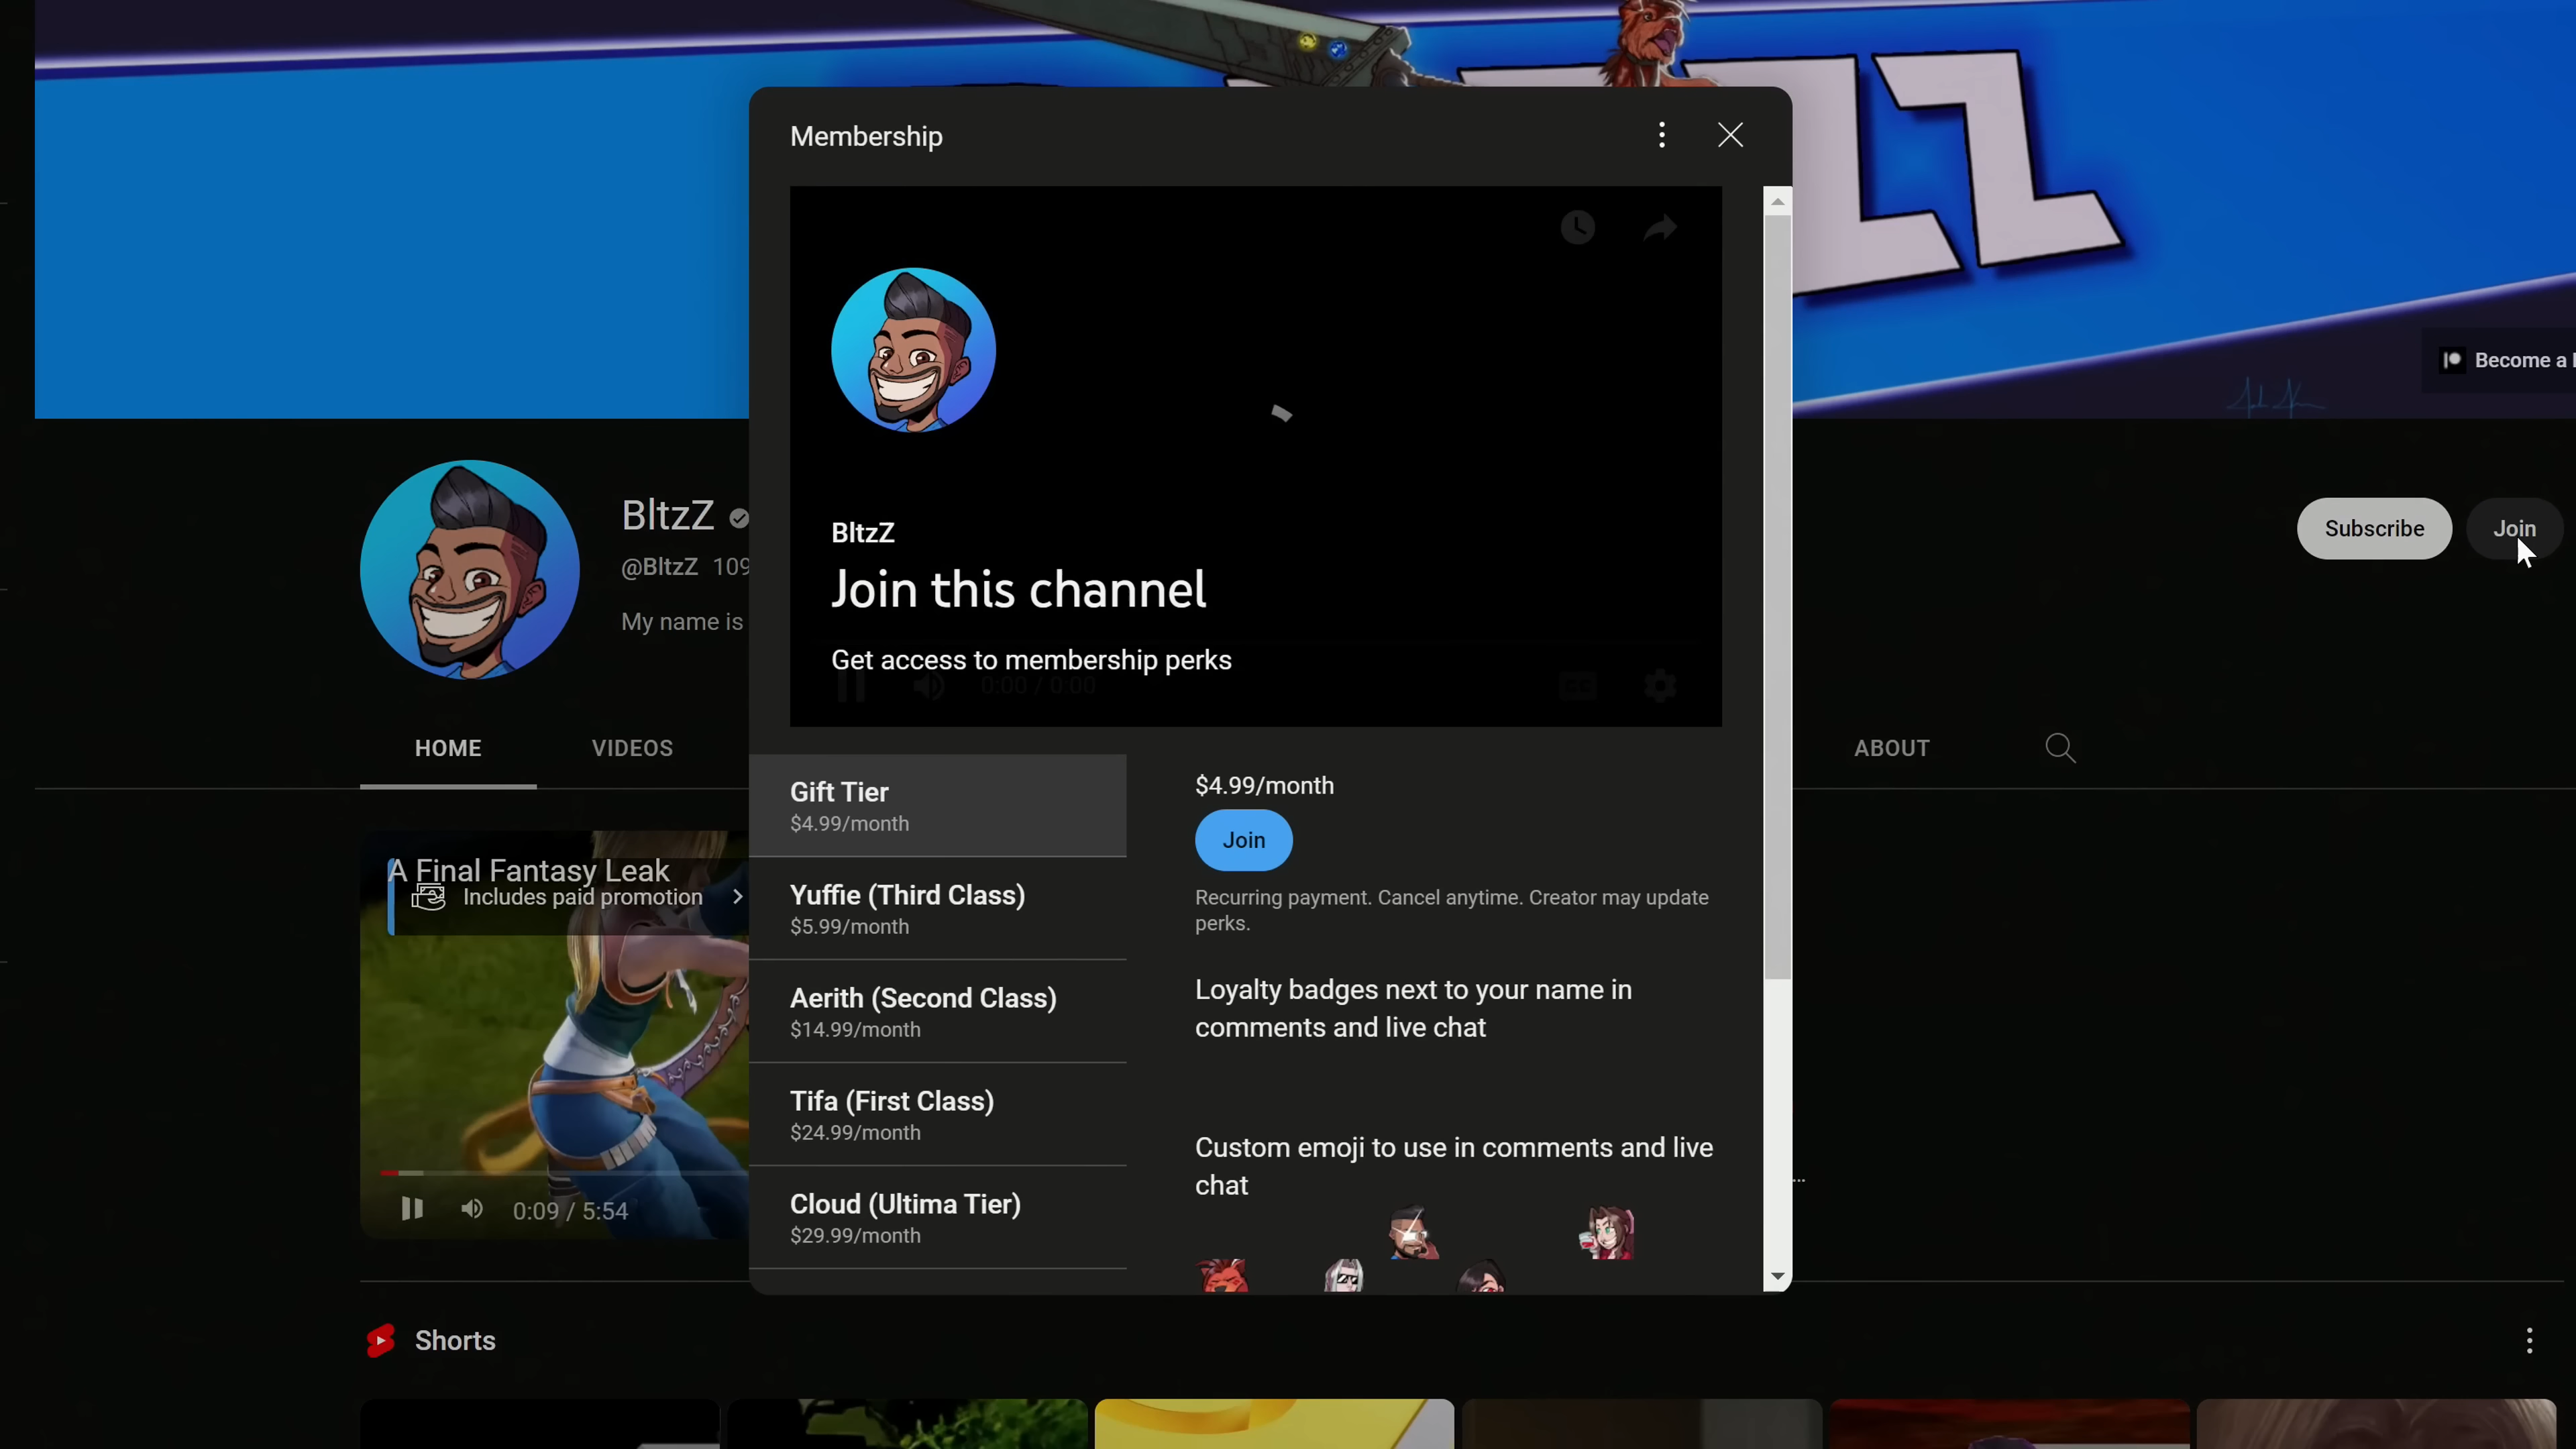 ZZ
Become a
Membership
BltzZ
Join this channel
Get access to membership perks
0:00 / 0:00
BltzZ
@BltzZ 109
My name is
Subscribe
Join
HOME
VIDEOS
ABOUT
Gift Tier
$4.99/month
Yuffie (Third Class)
$5.99/month
Aerith (Second Class)
$14.99/month
Tifa (First Class)
$24.99/month
Cloud (Ultima Tier)
$29.99/month
$4.99/month
Join
Recurring payment. Cancel anytime. Creator may update
perks.
Loyalty badges next to your name in
comments and live chat
Custom emoji to use in comments and live
chat
A Final Fantasy Leak
Includes paid promotion
0:09 / 5:54
...
Shorts